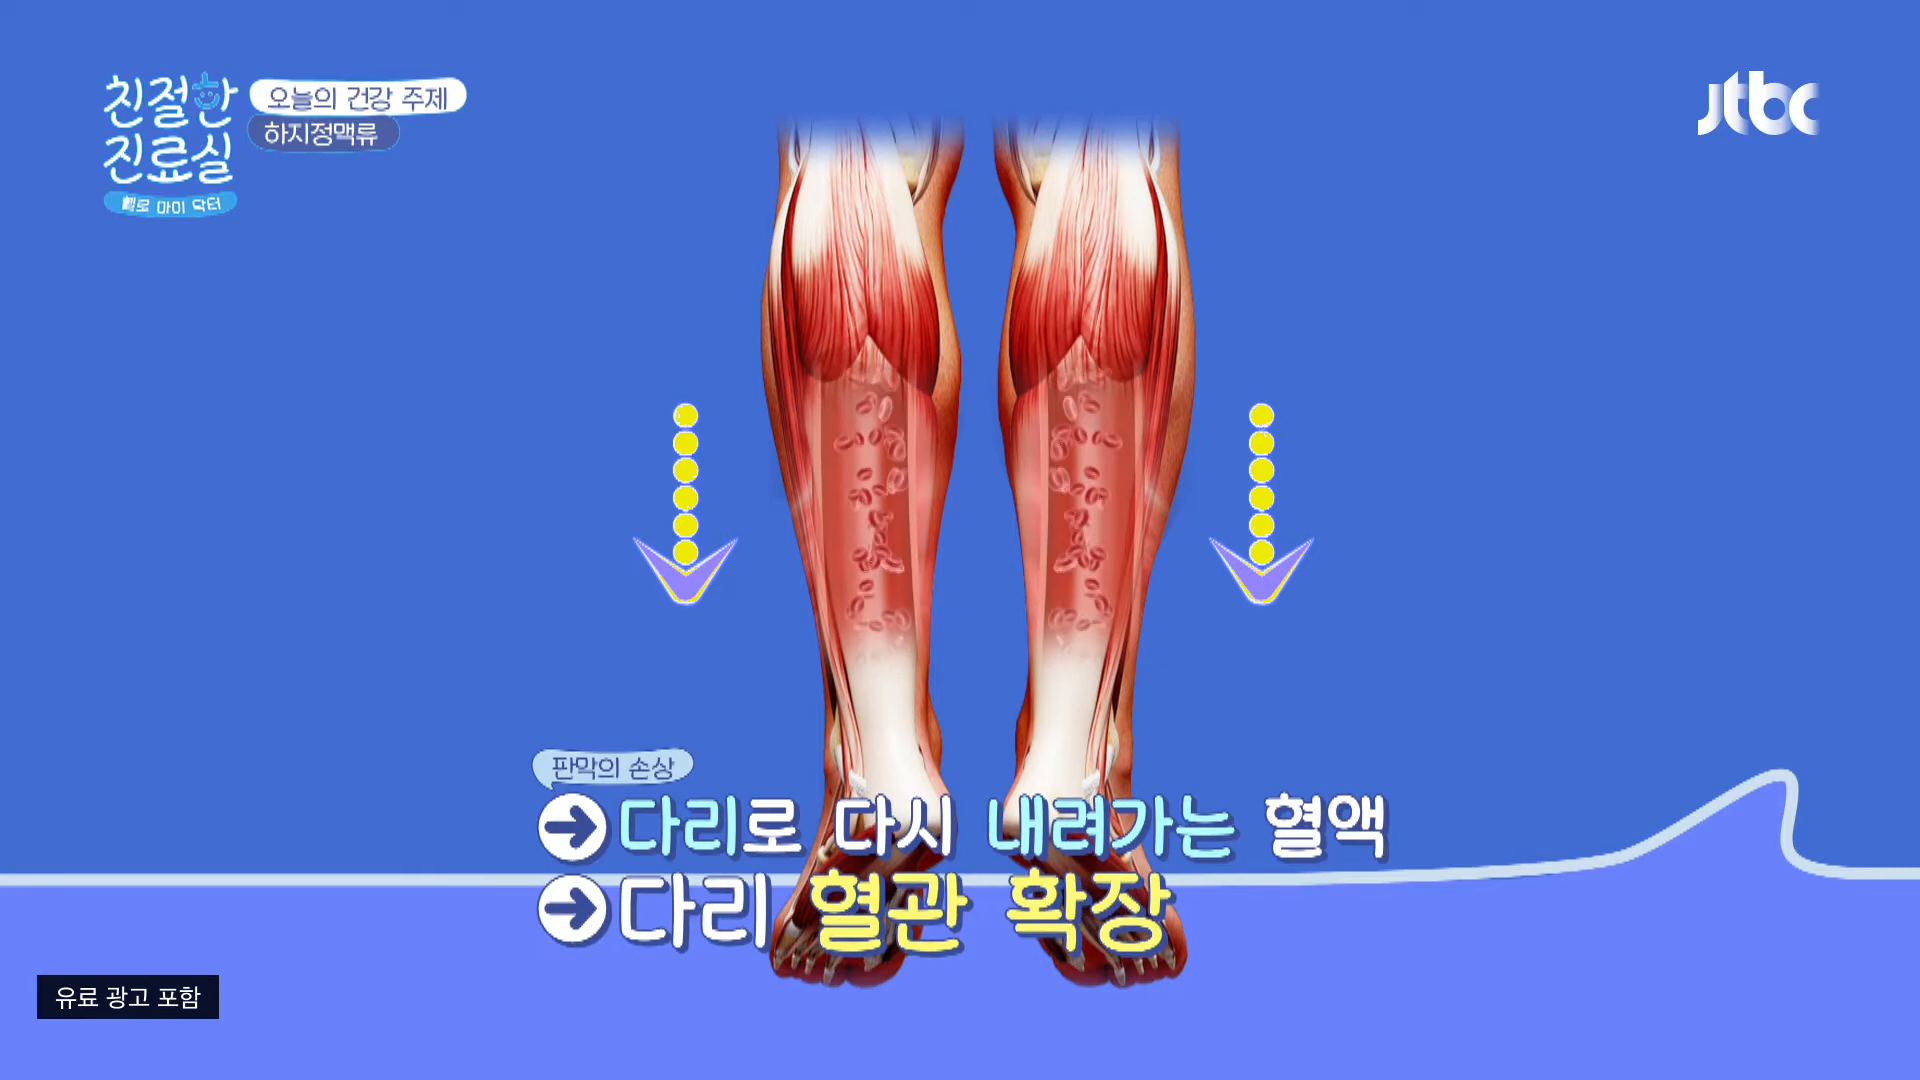 친절한
진료실
헬로 마이 닥터
오늘의 건강 주제
하지정맥류
jtbc
판막의 손상
다리로 다시 내려가는 혈액
다리 혈관 확장
유료 광고 포함